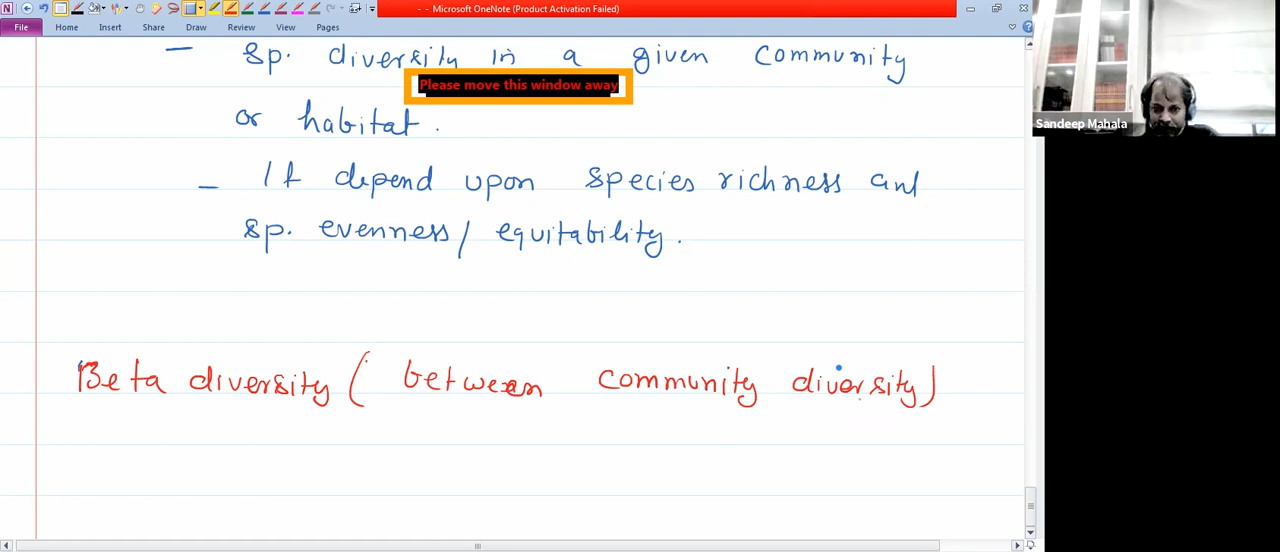 - - Microsoft OneNote (Product Activation Failed)
File Home Insert Share Draw Review View Pages
– sp. diversity in a given community
Please move this window away
or habitat.
– It depend upon species richness and
sp. evenness/ equitability.
Beta diversity ( between community diversity)
Sandeep Mahala